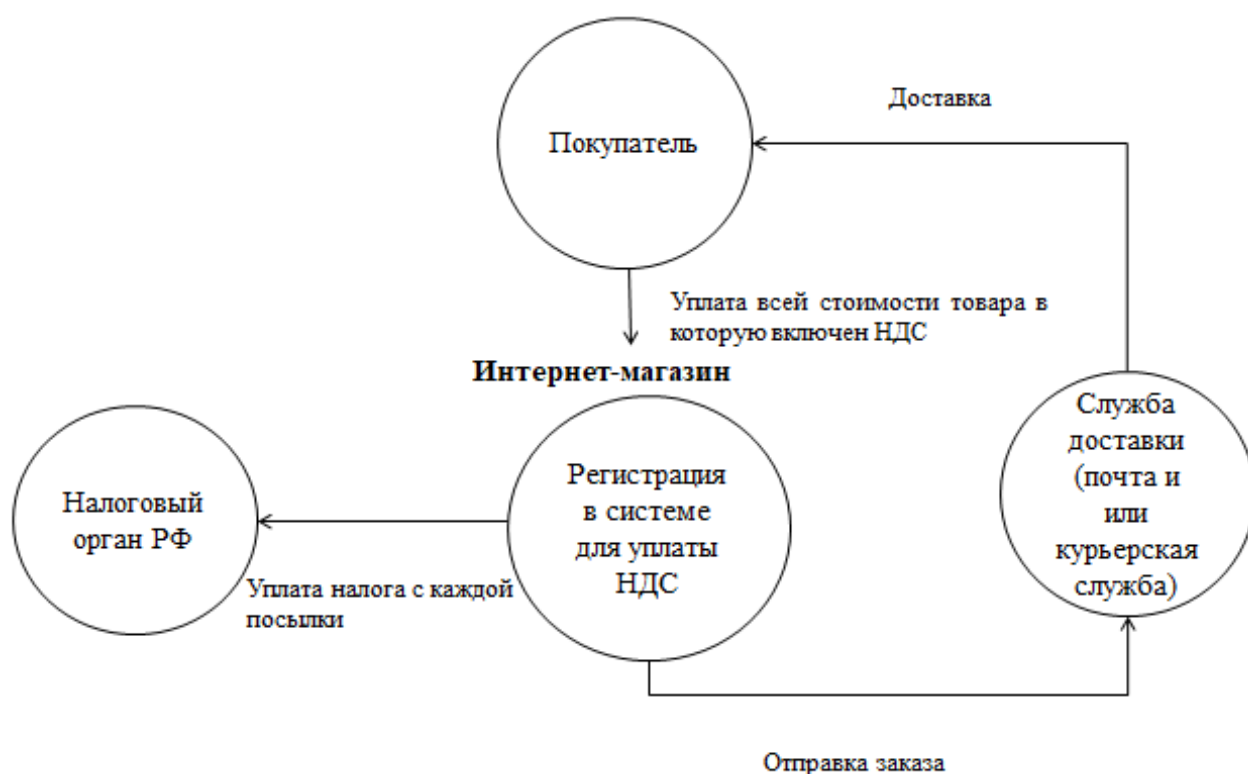 Доставка
Покупатель
Уплата всей стоимости товара в
которую включен НДС
Интернет-магазин
Служба
доставки
(почта и
или
курьерская
служба)
Регистрация
в системе
для уплаты
НДС
Налоговый
орган РФ
Уплата налога с каждой
посылки
Отправка заказа